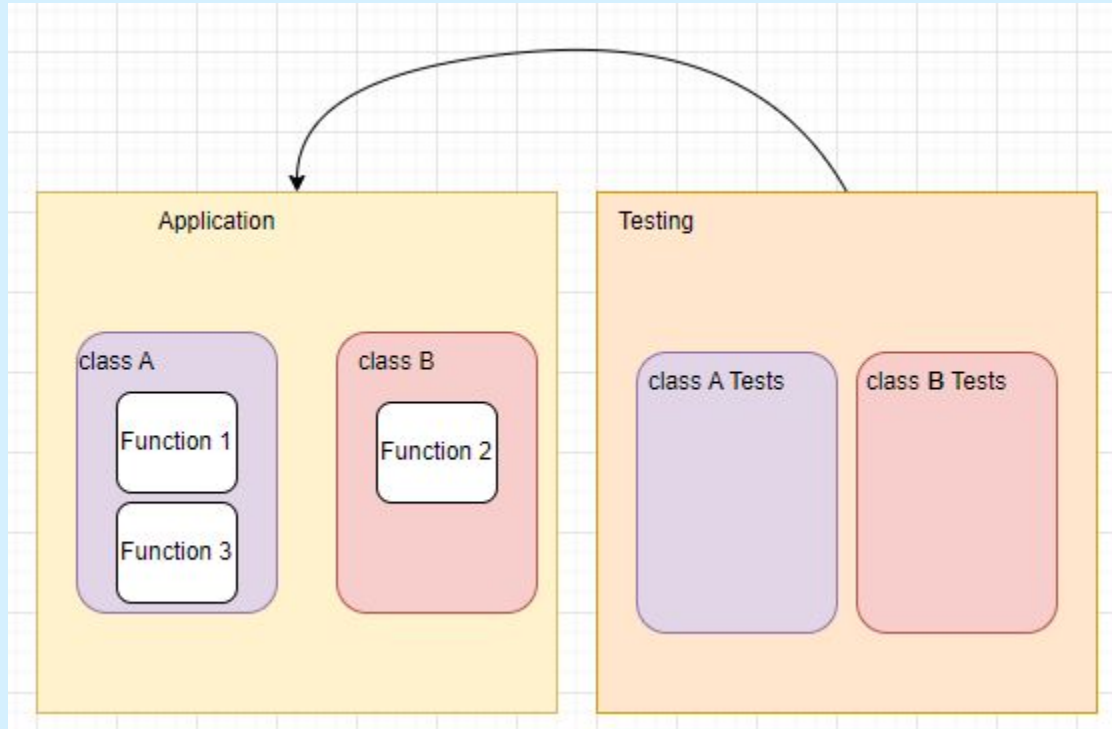 Application
Testing
class A
class B
class A Tests
class B Tests
Function 1
Function 2
Function 3